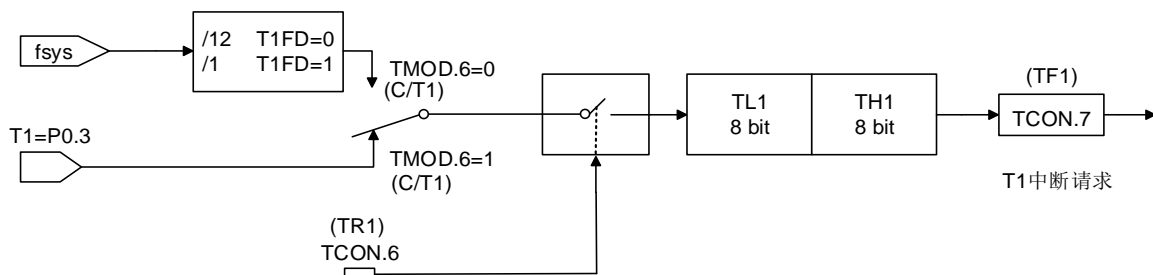 fsys
/12 T1FD=0
/1 T1FD=1
TMOD.6=0
(C/T1)
T1=P0.3
TMOD.6=1
(C/T1)
(TR1)
TCON.6
TL1
8 bit
TH1
8 bit
(TF1)
TCON.7
T1中断请求